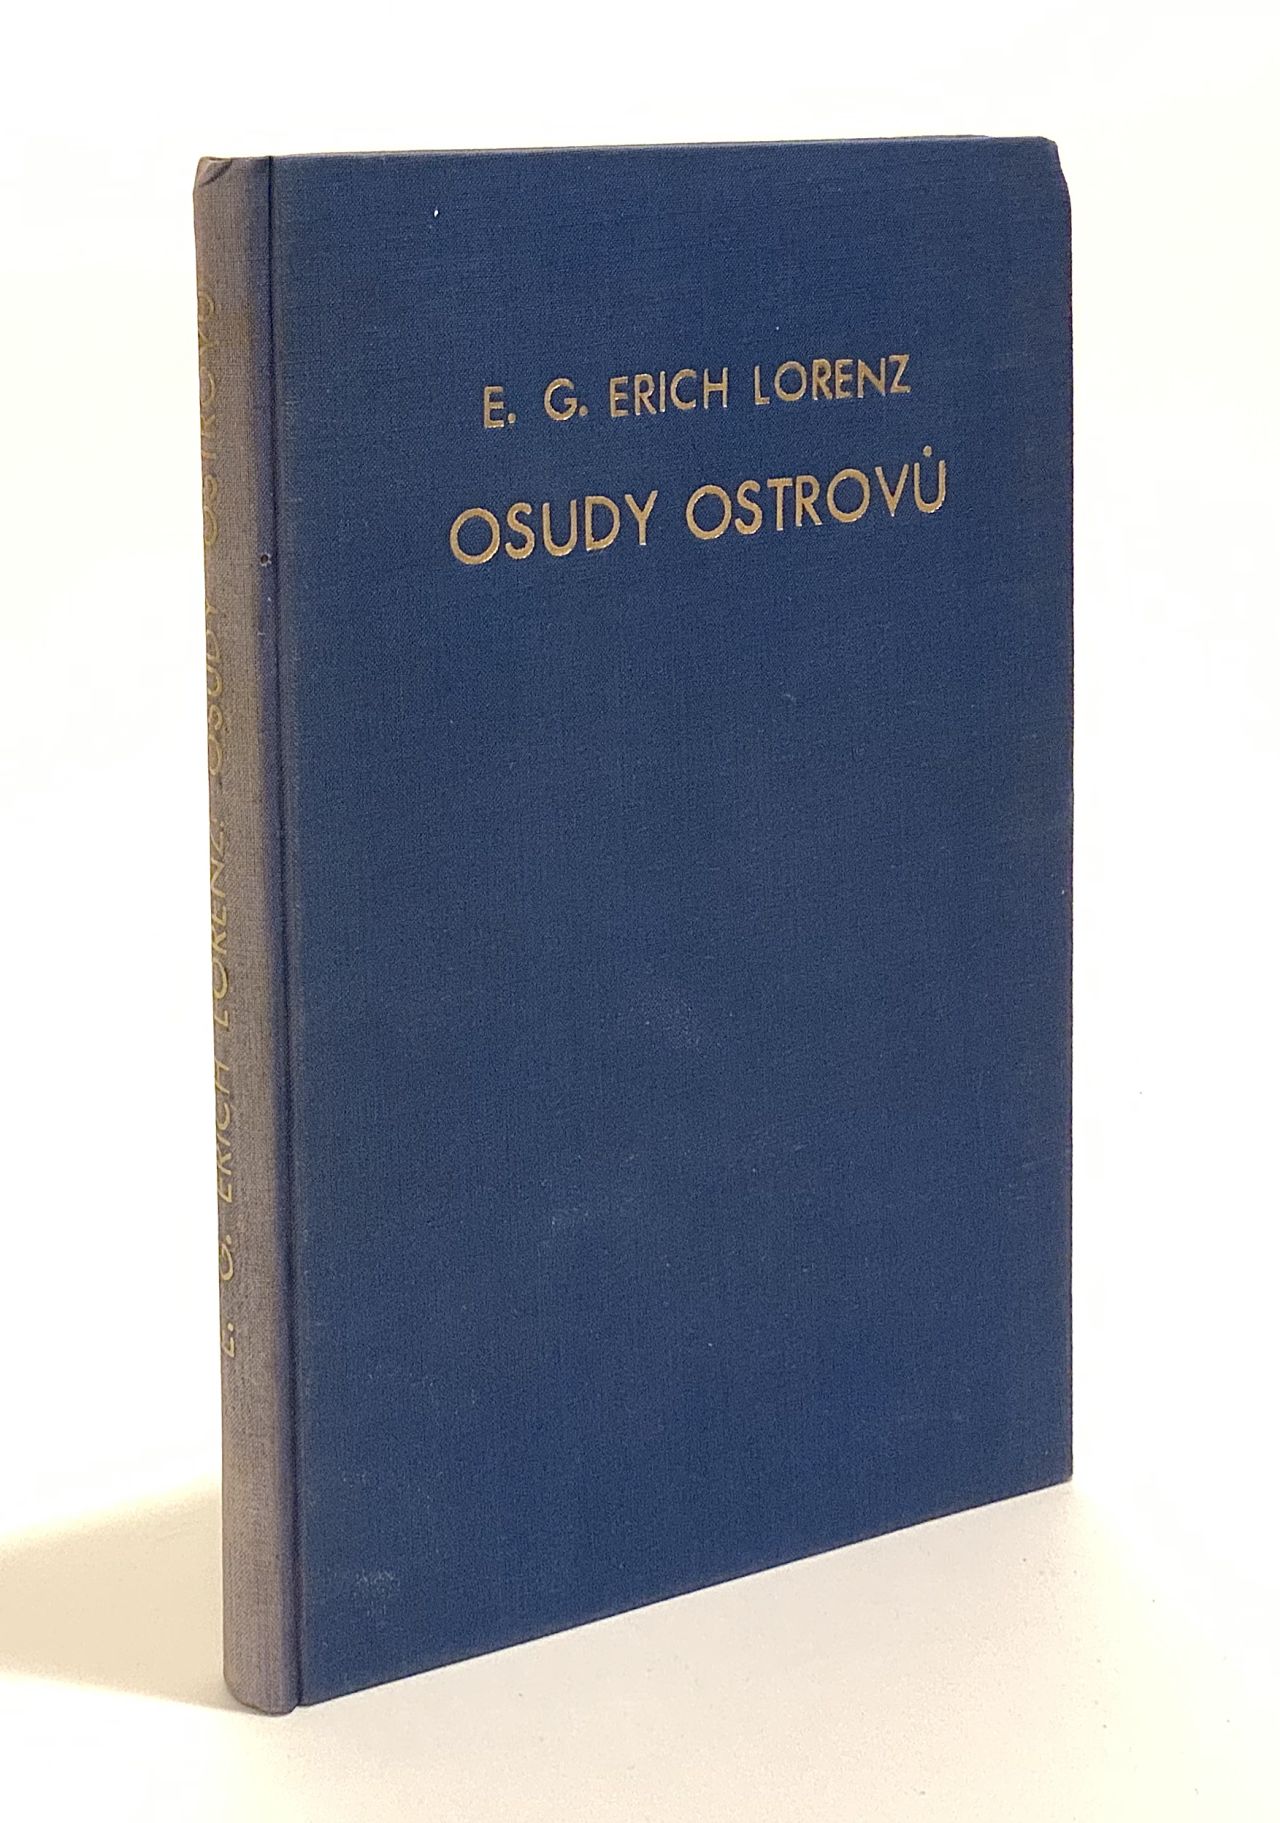 E. G. ERICH LORENZ
OSUDY OSTROVŮ
E. G. ERICH LORENZ: OSUDY OSTROVŮ